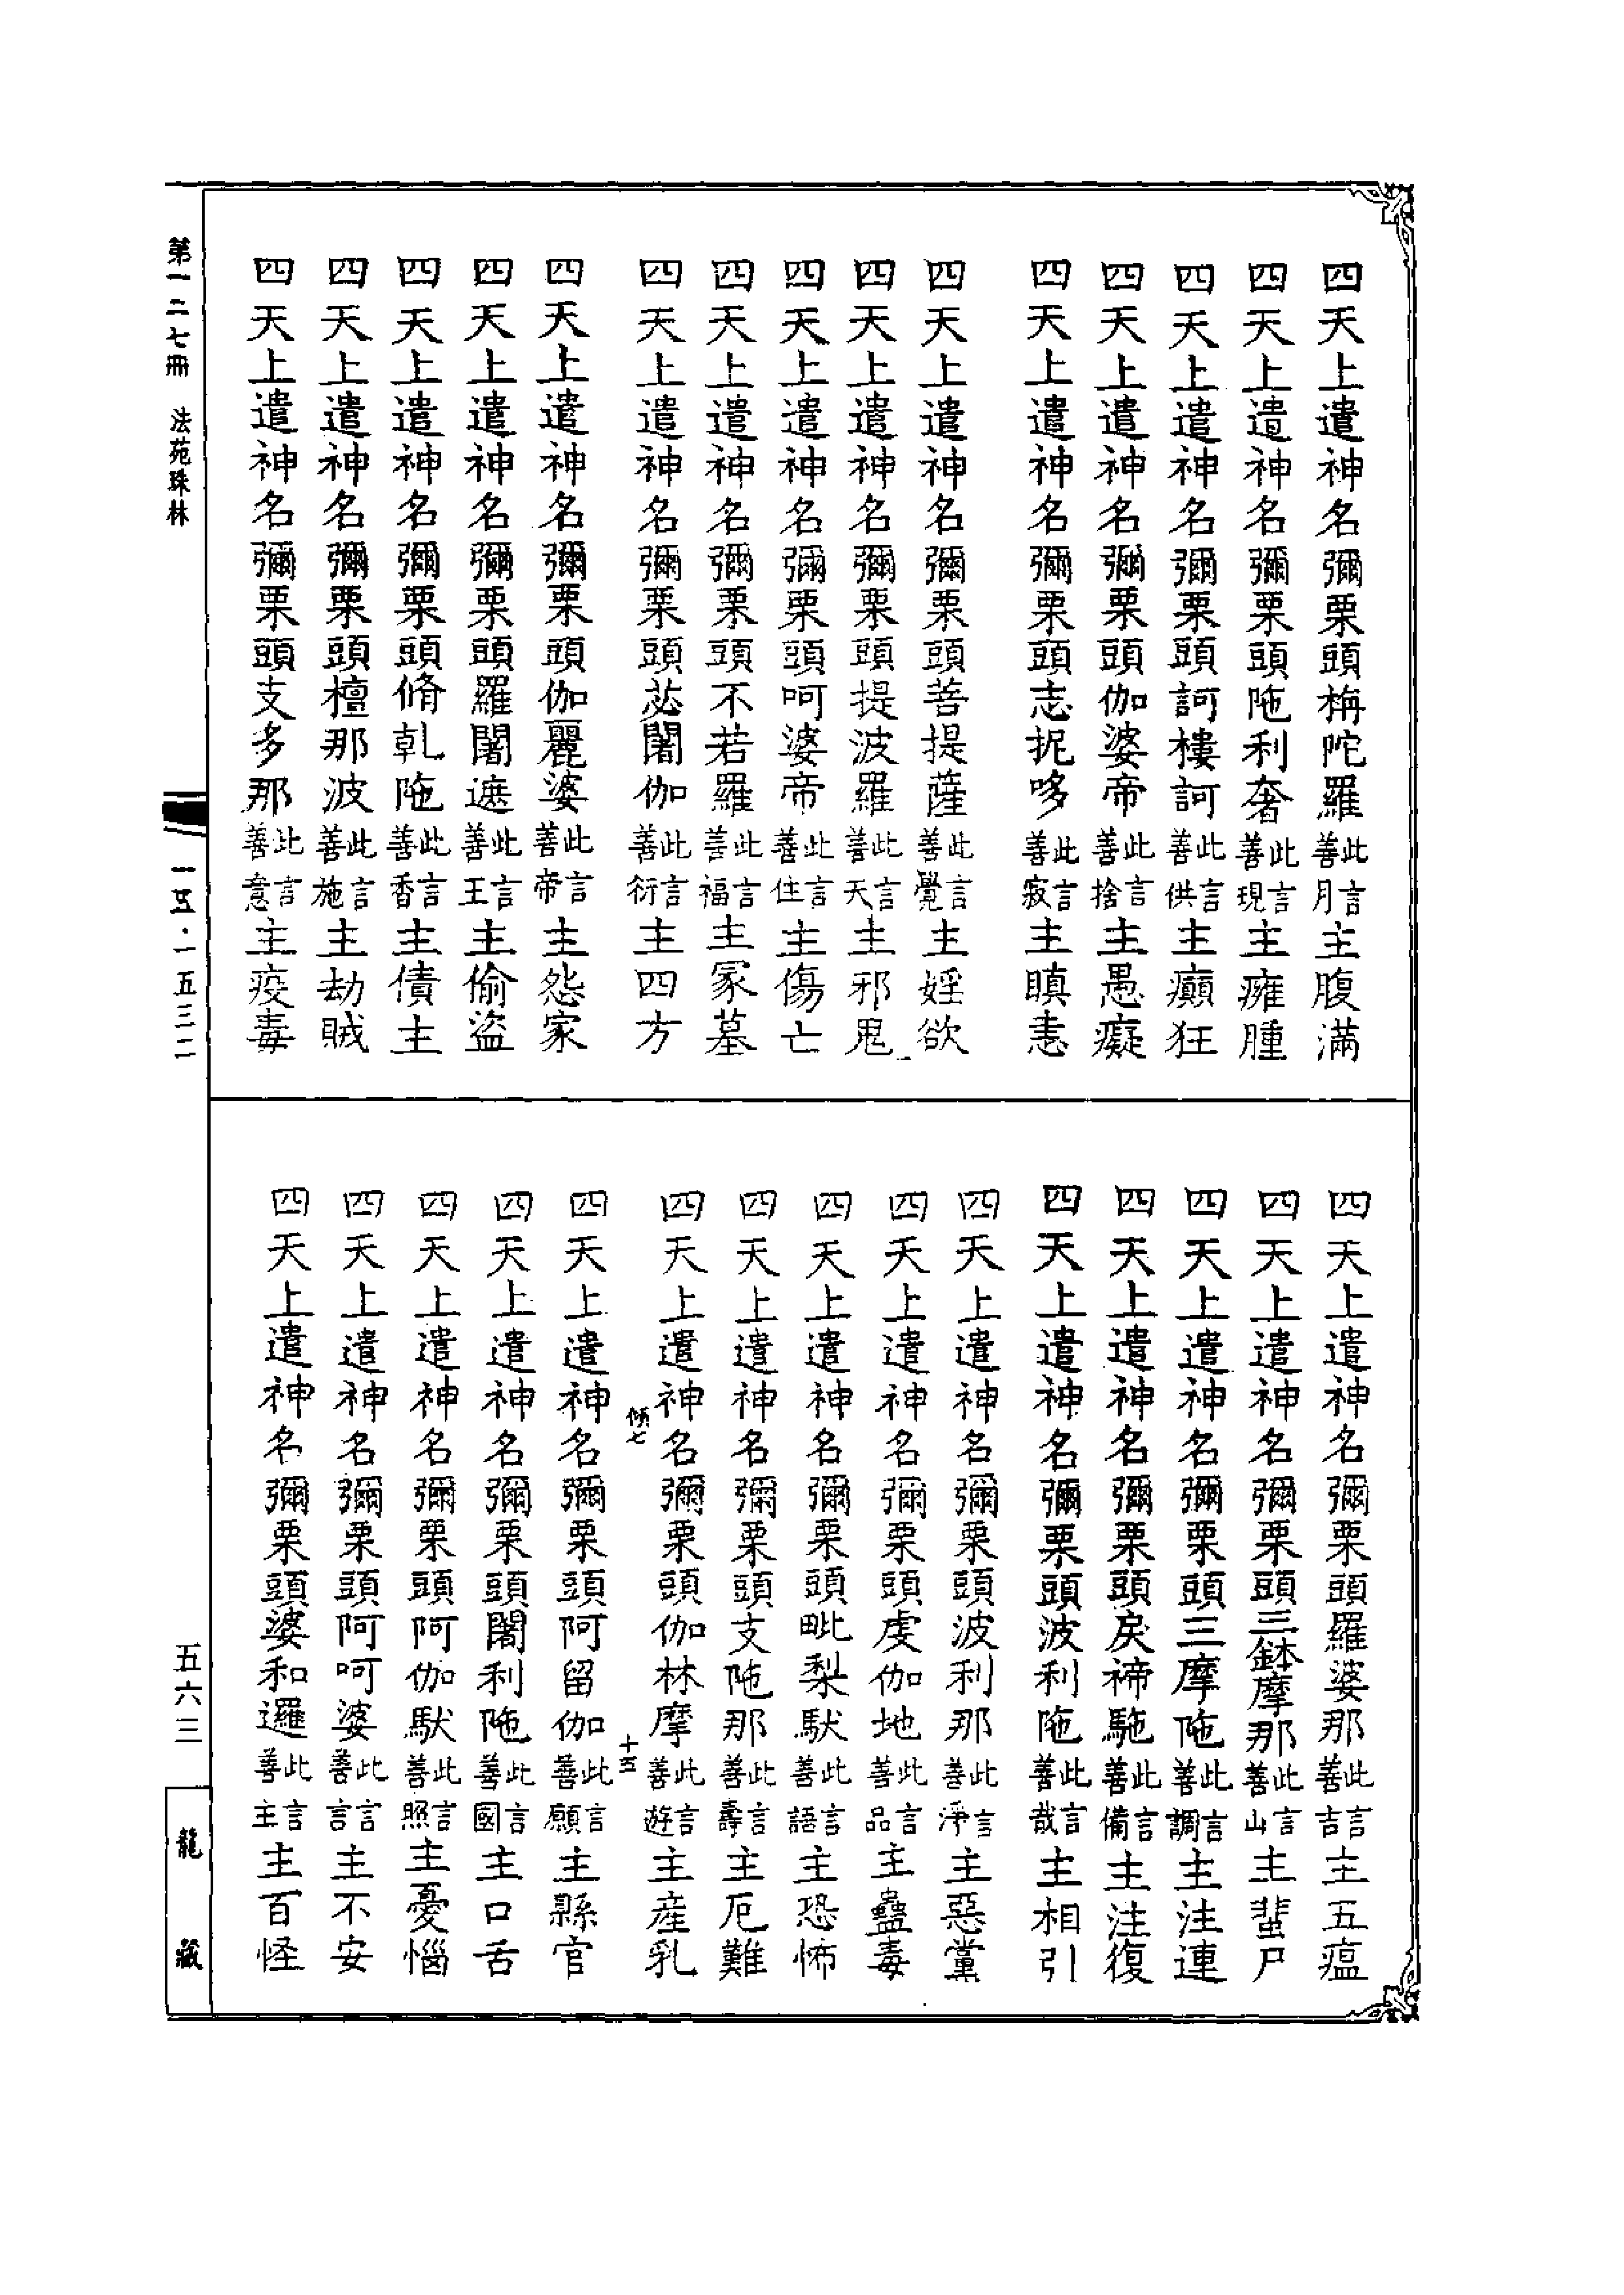 四天上遣神名彌栗頭栴陀羅此言善月主腹滿
四天上遣神名彌栗頭陁利奢此言善現主癰腫
四天上遣神名彌栗頭訶樓訶此言善供主癲狂
四天上遣神名彌栗頭伽婆帝此言善捨主愚癡
四天上遣神名彌栗頭志抳哆此言善寂主瞋恚
四天上遣神名彌栗頭菩提薩此言善覺主婬欲
四天上遣神名彌栗頭提波羅此言善天主邪鬼
四天上遣神名彌栗頭呵婆帝此言善住主傷亡
四天上遣神名彌栗頭不若羅此言善福主冢墓
四天上遣神名彌栗頭苾闍伽此言善衍主四方
四天上遣神名彌栗頭伽麗婆此言善帝主怨家
四天上遣神名彌栗頭羅闍遮此言善王主偷盜
四天上遣神名彌栗頭脩乹陁此言善香主債主
四天上遣神名彌栗頭檀那波此言善施主劫賊
四天上遣神名彌栗頭支多那此言善意主疫毒
四天上遣神名彌栗頭羅婆那此言善吉主五瘟
四天上遣神名彌栗頭三鉢摩那此言善山主蜚尸
四天上遣神名彌栗頭三摩陁此言善調主注連
四天上遣神名彌栗頭戾禘駞此言善備主注復
四天上遣神名彌栗頭波利陁此言善哉主相引
四天上遣神名彌栗頭波利那此言善淨主惡黨
四天上遣神名彌栗頭虔伽地此言善品主蠱毒
四天上遣神名彌栗頭毗梨馱此言善語主恐怖
四天上遣神名彌栗頭支陁那此言善壽主厄難
四天上遣神名彌栗頭伽林摩此言善遊主產乳
傾七 十五
四天上遣神名彌栗頭阿留伽此言善願主縣官
四天上遣神名彌栗頭闍利陁此言善國主口舌
四天上遣神名彌栗頭阿伽馱此言善照主憂惱
四天上遣神名彌栗頭阿呵婆此言善言主不安
四天上遣神名彌栗頭婆和邏此言善主主百怪
第一二七冊 法苑珠林 一五·一五三二 五六三 龍藏